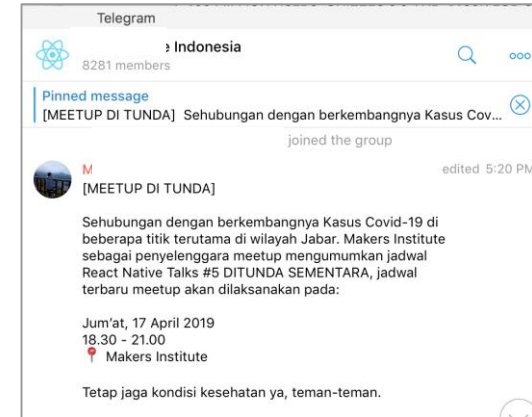 Telegram
Indonesia
8281 members
Pinned message
[MEETUP DI TUNDA] Sehubungan dengan berkembangnya Kasus Cov...
joined the group
M
edited 5:20 PM
[MEETUP DI TUNDA]
Sehubungan dengan berkembangnya Kasus Covid-19 di
beberapa titik terutama di wilayah Jabar. Makers Institute
sebagai penyelenggara meetup mengumumkan jadwal
React Native Talks #5 DITUNDA SEMENTARA, jadwal
terbaru meetup akan dilaksanakan pada:
Jum'at, 17 April 2019
18.30 - 21.00
📍 Makers Institute
Tetap jaga kondisi kesehatan ya, teman-teman.